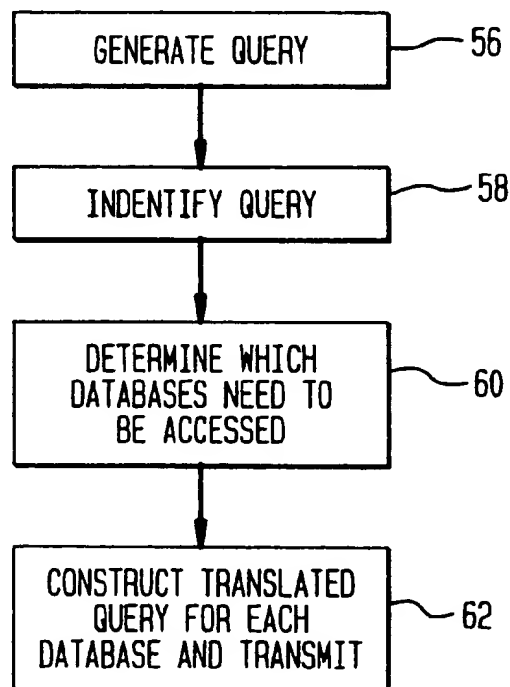 GENERATE QUERY
56
INDENTIFY QUERY
58
DETERMINE WHICH
DATABASES NEED TO
BE ACCESSED
60
CONSTRUCT TRANSLATED
QUERY FOR EACH
DATABASE AND TRANSMIT
62